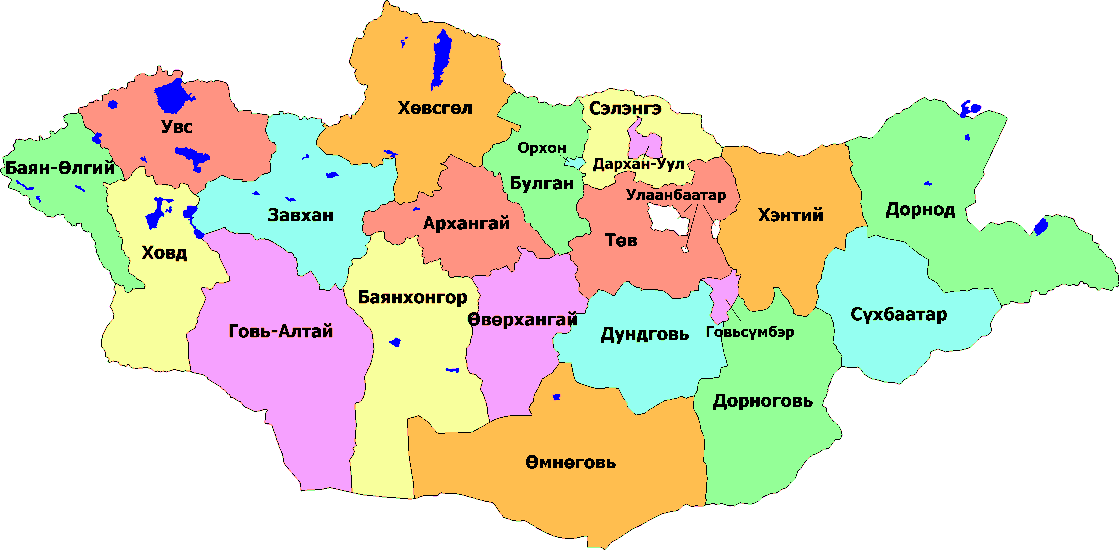 Хөвсгөл
Сэлэнгэ
Увс
Орхон
Дархан-Уул
Баян-Өлгий
Булган
Улаанбаатар
Завхан
Архангай
Хэнтий
Дорнод
Төв
Ховд
Баянхонгор
Өвөрхангай
Сүхбаатар
Говь-Алтай
Дундговь
Говьсүмбэр
Дорноговь
Өмнөговь